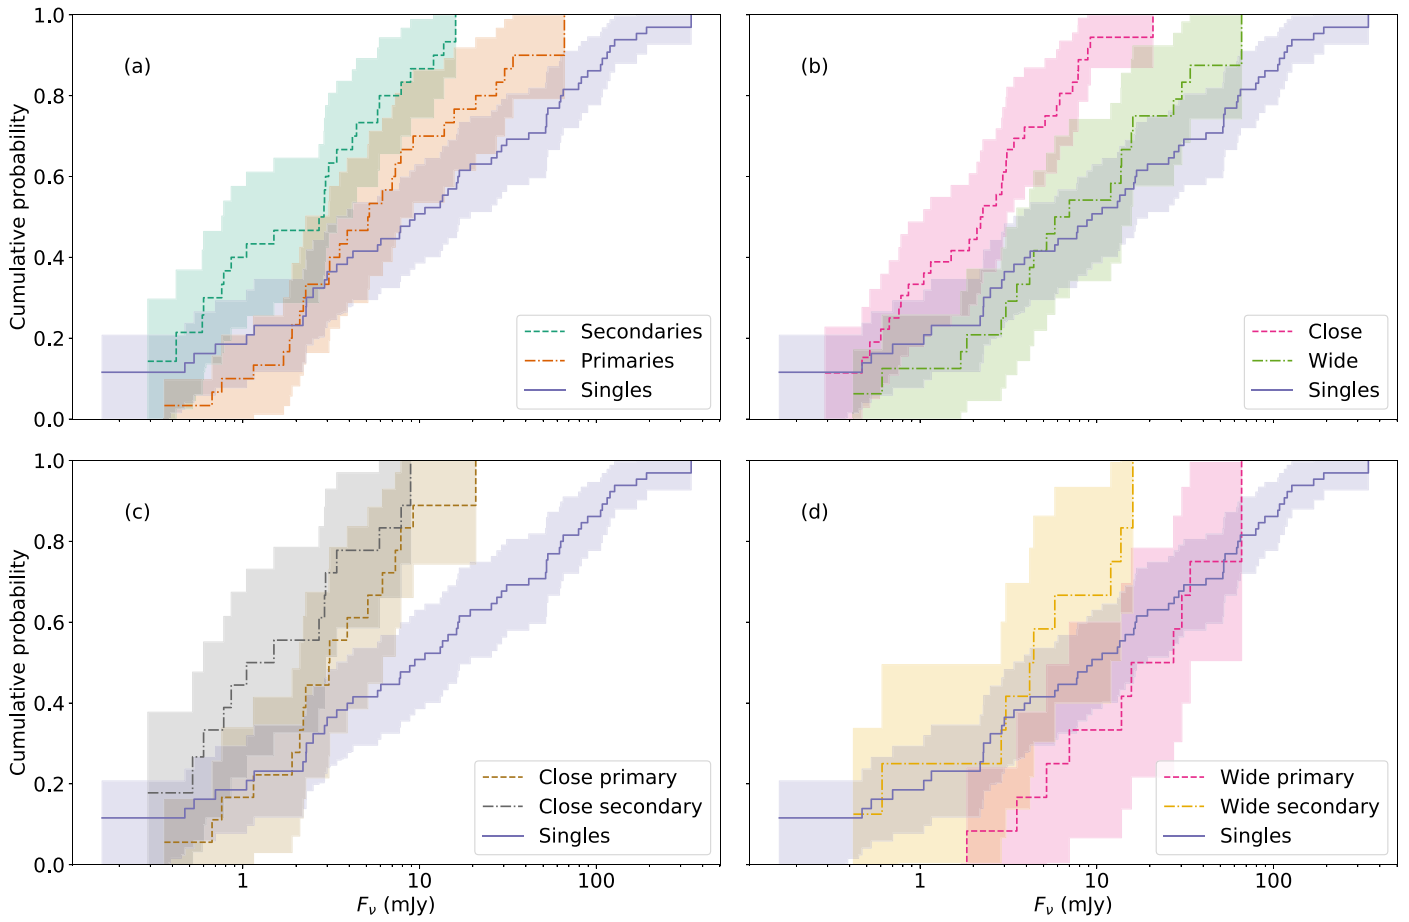 1.0
0.8
0.6
0.4
0.2
0.0
Cumulative probability
(a)
Secondaries
Primaries
Singles
(b)
Close
Wide
Singles
1.0
0.8
0.6
0.4
0.2
0.0
Cumulative probability
(c)
Close primary
Close secondary
Singles
1
10
100
Fν (mJy)
(d)
Wide primary
Wide secondary
Singles
1
10
100
Fν (mJy)